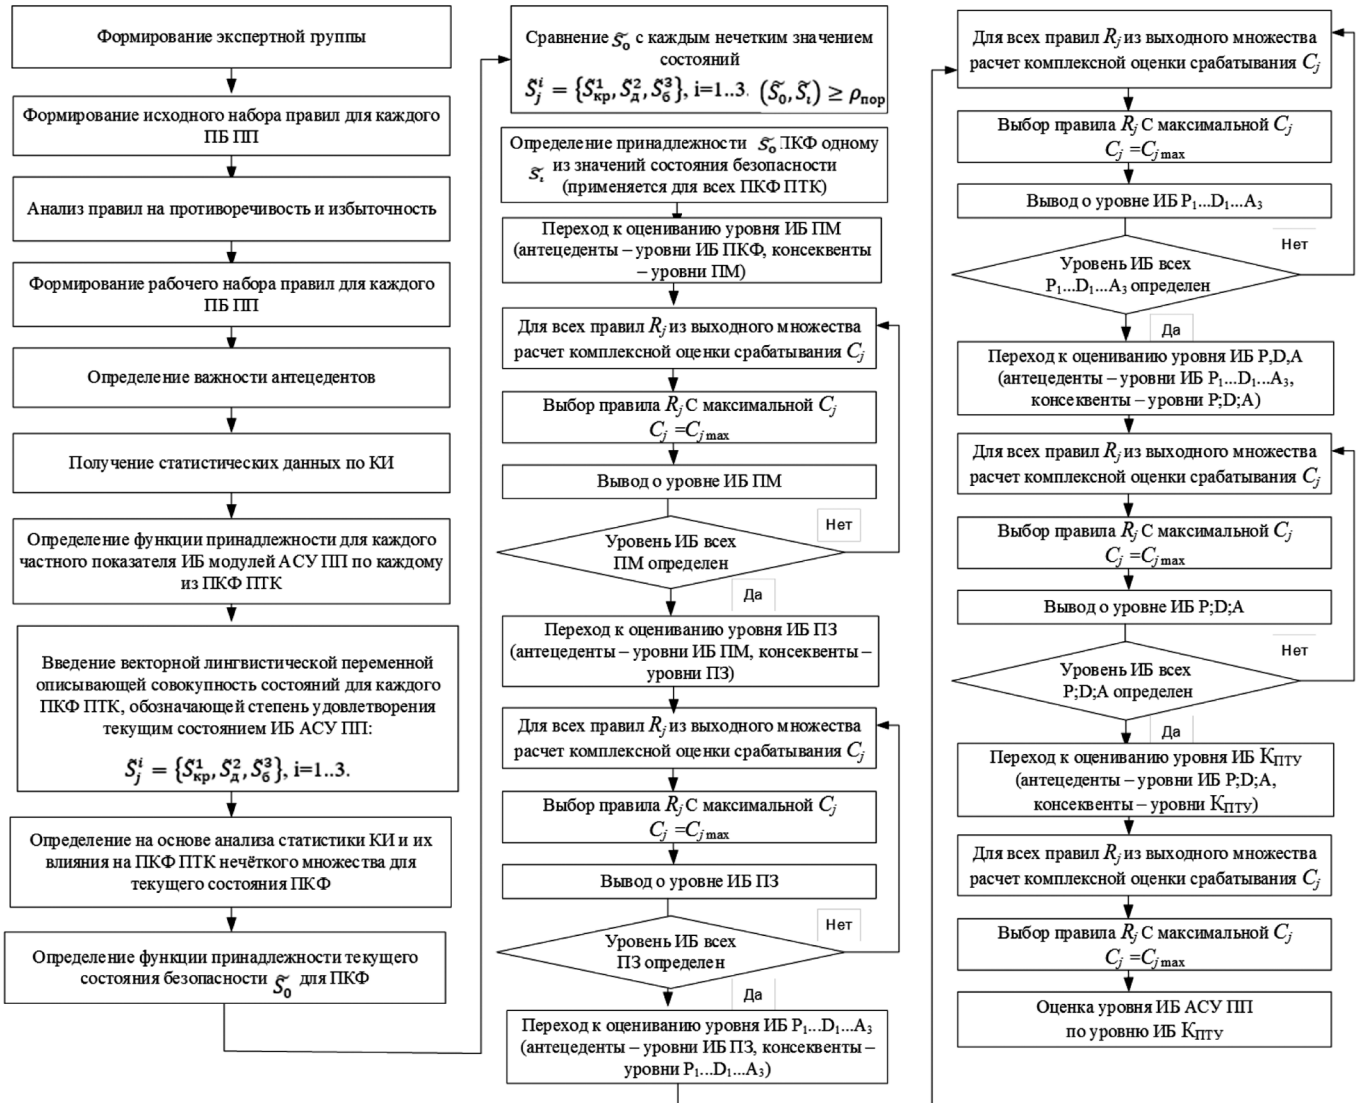 Формирование экспертной группы
Формирование исходного набора правил для каждого
ПБ ПП
Анализ правил на противоречивость и избыточность
Формирование рабочего набора правил для каждого
ПБ ПП
Определение важности антецедентов
Получение статистических данных по КИ
Определение функции принадлежности для каждого
частного показателя ИБ модулей АСУ ПП по каждому
из ПКФ ПТК
Введение векторной лингвистической переменной
описывающей совокупность состояний для каждого
ПКФ ПТК, обозначающей степень удовлетворения
текущим состоянием ИБ АСУ ПП:
S̃ⱼⁱ = {S̃¹кр, S̃²д, S̃³б}, i=1..3.
Определение на основе анализа статистики КИ и их
влияния на ПКФ ПТК нечёткого множества для
текущего состояния ПКФ
Определение функции принадлежности текущего
состояния безопасности S̃₀ для ПКФ
Сравнение S̃₀ с каждым нечетким значением
состояний
S̃ⱼⁱ = {S̃¹кр, S̃²д, S̃³б}, i=1..3. (S̃₀, S̃ᵢ) ≥ ρпор
Определение принадлежности S̃₀ ПКФ одному
S̃ᵢ из значений состояния безопасности
(применяется для всех ПКФ ПТК)
Переход к оцениванию уровня ИБ ПМ
(антецеденты – уровни ИБ ПКФ, консеквенты
– уровни ПМ)
Для всех правил Rⱼ из выходного множества
расчет комплексной оценки срабатывания Cⱼ
Выбор правила Rⱼ С максимальной Cⱼ
Cⱼ =Cⱼ max
Вывод о уровне ИБ ПМ
Нет
Уровень ИБ всех
ПМ определен
Да
Переход к оцениванию уровня ИБ ПЗ
(антецеденты – уровни ИБ ПМ, консеквенты –
уровни ПЗ)
Для всех правил Rⱼ из выходного множества
расчет комплексной оценки срабатывания Cⱼ
Выбор правила Rⱼ С максимальной Cⱼ
Cⱼ =Cⱼ max
Вывод о уровне ИБ ПЗ
Нет
Уровень ИБ всех
ПЗ определен
Да
Переход к оцениванию уровня ИБ P₁...D₁...A₃
(антецеденты – уровни ИБ ПЗ, консеквенты –
уровни P₁...D₁...A₃)
Для всех правил Rⱼ из выходного множества
расчет комплексной оценки срабатывания Cⱼ
Выбор правила Rⱼ С максимальной Cⱼ
Cⱼ =Cⱼ max
Вывод о уровне ИБ P₁...D₁...A₃
Нет
Уровень ИБ всех
P₁...D₁...A₃ определен
Да
Переход к оцениванию уровня ИБ P,D,A
(антецеденты – уровни ИБ P₁...D₁...A₃,
консеквенты – уровни P;D;A)
Для всех правил Rⱼ из выходного множества
расчет комплексной оценки срабатывания Cⱼ
Выбор правила Rⱼ С максимальной Cⱼ
Cⱼ =Cⱼ max
Вывод о уровне ИБ P;D;A
Нет
Уровень ИБ всех
P;D;A определен
Да
Переход к оцениванию уровня ИБ КПТУ
(антецеденты – уровни ИБ P;D;A,
консеквенты – уровни КПТУ)
Для всех правил Rⱼ из выходного множества
расчет комплексной оценки срабатывания Cⱼ
Выбор правила Rⱼ С максимальной Cⱼ
Cⱼ =Cⱼ max
Оценка уровня ИБ АСУ ПП
по уровню ИБ КПТУ